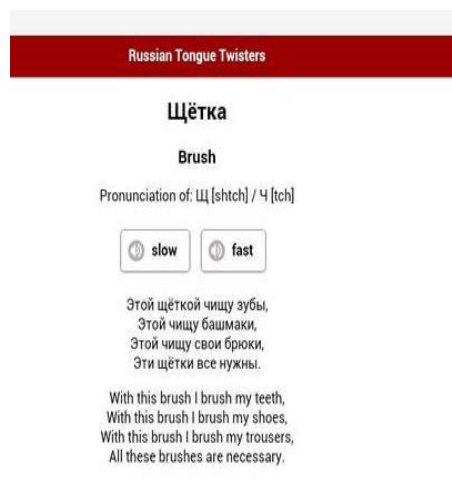 Russian Tongue Twisters
Щётка
Brush
Pronunciation of: Щ [shtch] / Ч [tch]
slow fast
Этой щёткой чищу зубы,
Этой чищу башмаки,
Этой чищу свои брюки,
Эти щётки все нужны.
With this brush I brush my teeth,
With this brush I brush my shoes,
With this brush I brush my trousers,
All these brushes are necessary.